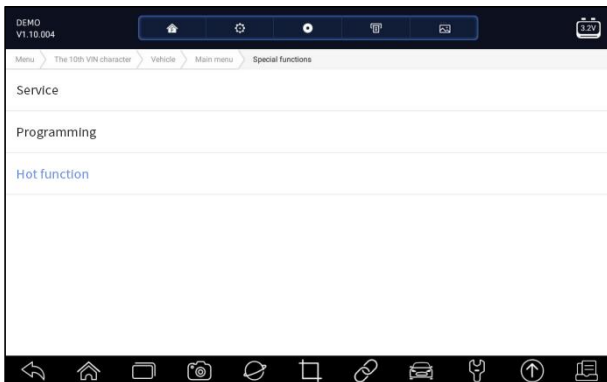 DEMO
V1.10.004
3.2V
Menu The 10th VIN character Vehicle Main menu Special functions
Service
Programming
Hot function